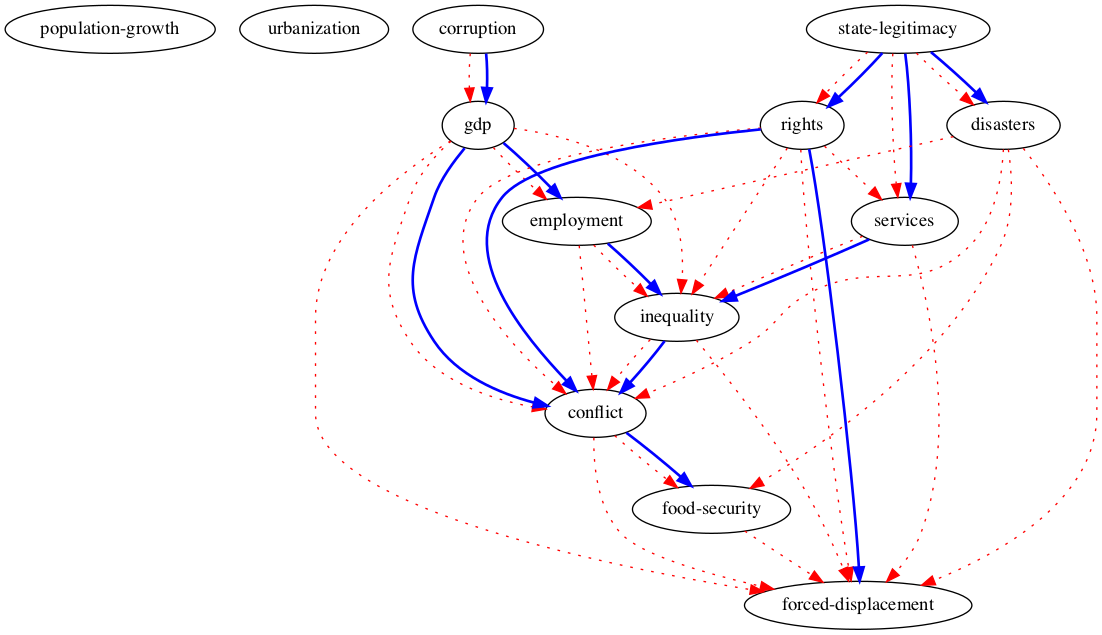 population-growth
urbanization
corruption
state-legitimacy
gdp
rights
disasters
employment
services
inequality
conflict
food-security
forced-displacement